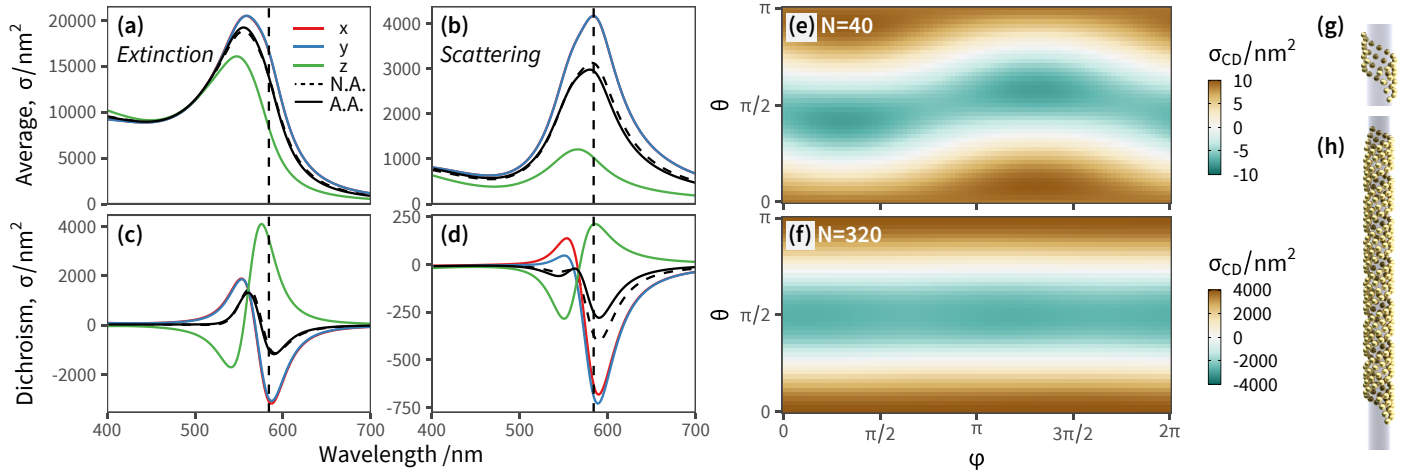 (a)
Extinction
x
y
z
N.A.
A.A.
Average, σ/nm²
20000
15000
10000
5000
0
(b)
Scattering
4000
3000
2000
1000
0
(c)
Dichroism, σ/nm²
4000
2000
0
-2000
400
500
600
700
(d)
250
0
-250
-500
-750
400
500
600
700
Wavelength /nm
(e) N=40
θ
π
π/2
0
σCD/nm²
10
5
0
-5
-10
(f) N=320
θ
π
π/2
0
0
π/2
π
3π/2
2π
φ
σCD/nm²
4000
2000
0
-2000
-4000
(g)
(h)